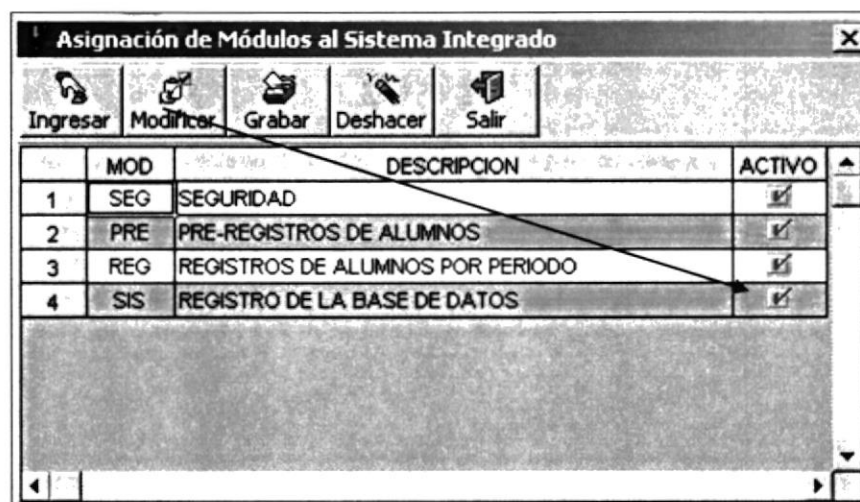 Asignación de Módulos al Sistema Integrado
Ingresar Modificar Grabar Deshacer Salir
MOD DESCRIPCION ACTIVO
1 SEG SEGURIDAD
2 PRE PRE-REGISTROS DE ALUMNOS
3 REG REGISTROS DE ALUMNOS POR PERIODO
4 SIS REGISTRO DE LA BASE DE DATOS